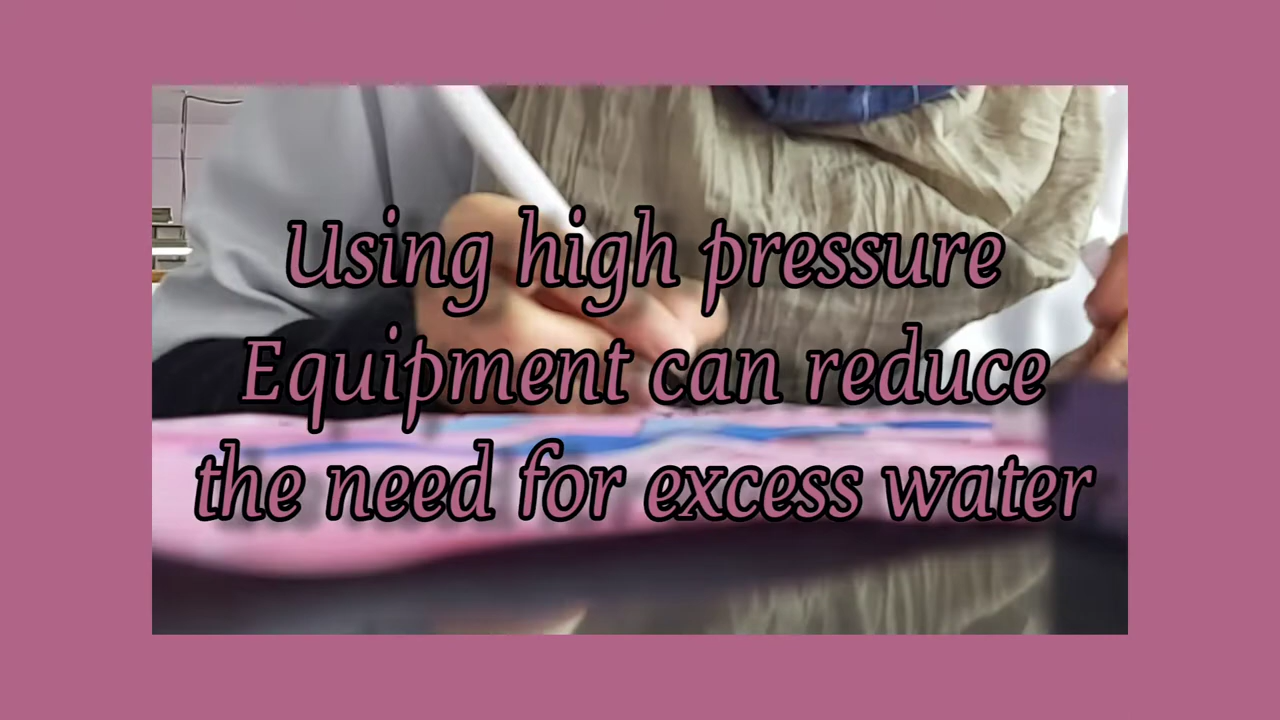 Using high pressure
Equipment can reduce
the need for excess water